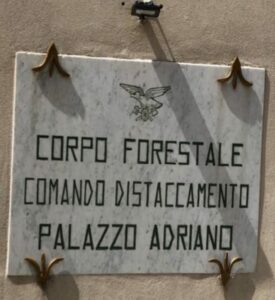 CORPO FORESTALE
COMANDO DISTACCAMENTO
PALAZZO ADRIANO